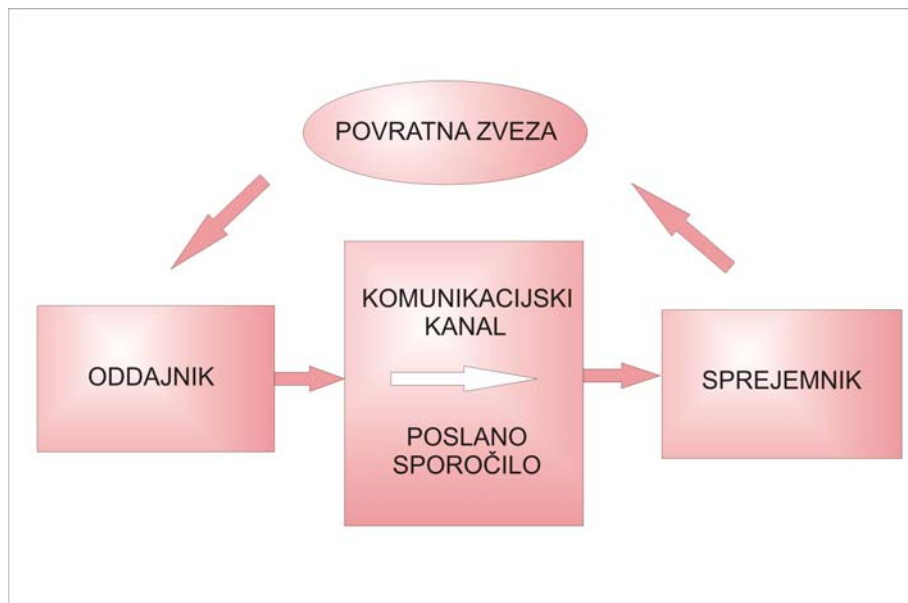 POVRATNA ZVEZA
ODDAJNIK
KOMUNIKACIJSKI
KANAL
POSLANO
SPOROČILO
SPREJEMNIK